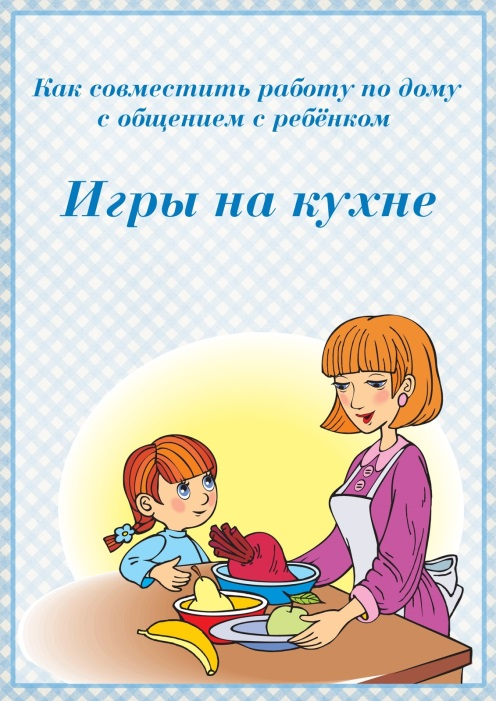 Как совместить работу по дому
с общением с ребёнком
Игры на кухне